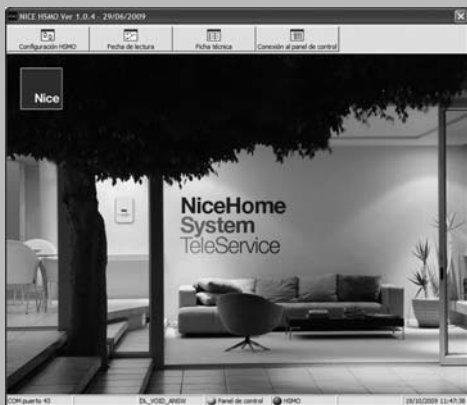 NICE HSMO Ver 1.0.4 - 29/06/2009
Configuración HSMO
Fecha de lectura
Ficha técnica
Conexión al panel de control
Nice
NiceHome
System
TeleService
COM puerto 40
DL_VOID_ANSW
Panel de control
HSMO
19/10/2009 11:47:38